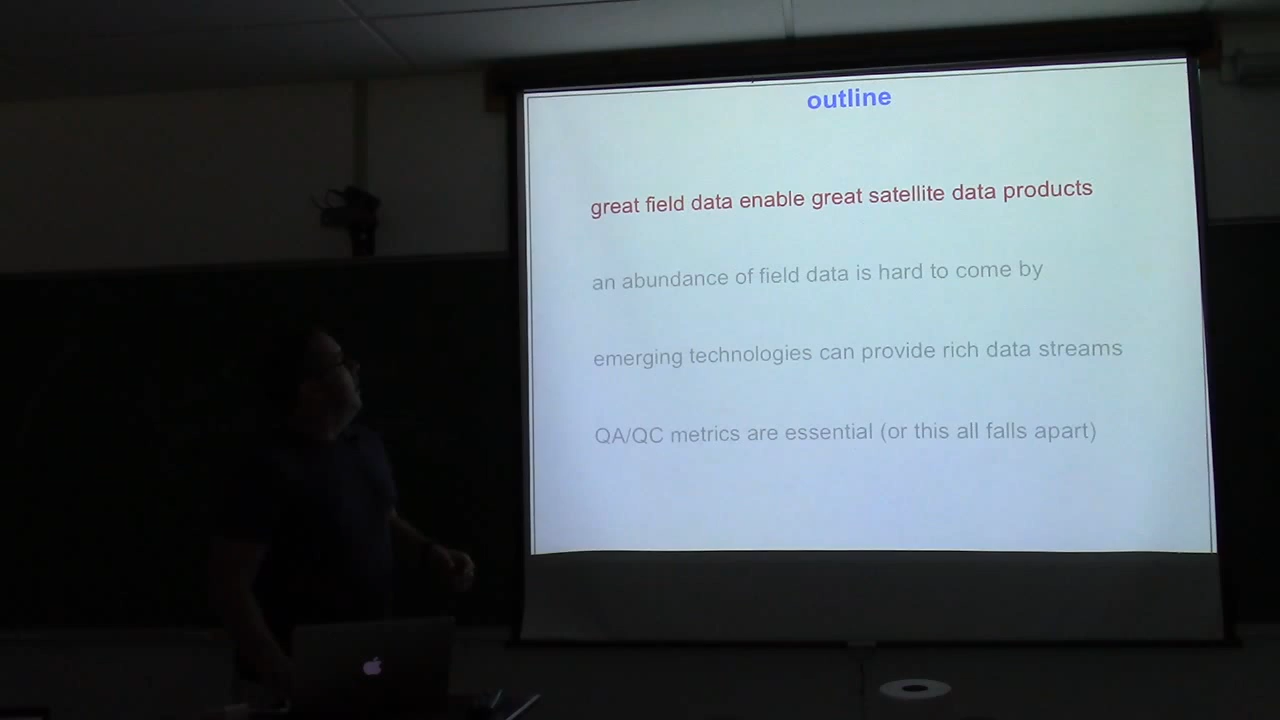 outline
great field data enable great satellite data products
an abundance of field data is hard to come by
emerging technologies can provide rich data streams
QA/QC metrics are essential (or this all falls apart)